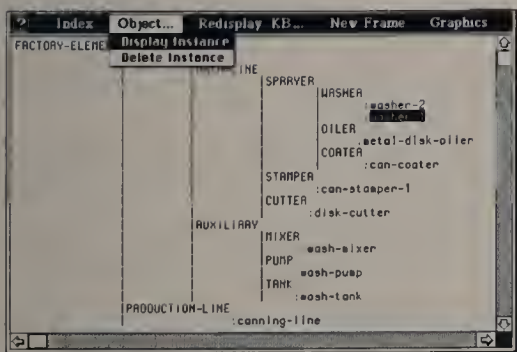 ?| Index Object... Redisplay KB... New Frame Graphics
FACTORY-ELEME
Display Instance
Delete Instance
INE
|SPRAYER
|WASHER
:washer-2
OILER
.metal-disk-oiler
COATER
:can-coater
STAMPER
:can-stamper-1
CUTTER
:disk-cutter
|AUXILIARY
|MIXER
wash-mixer
PUMP
wash-pump
TANK
:wash-tank
|PRODUCTION-LINE
:canning-line